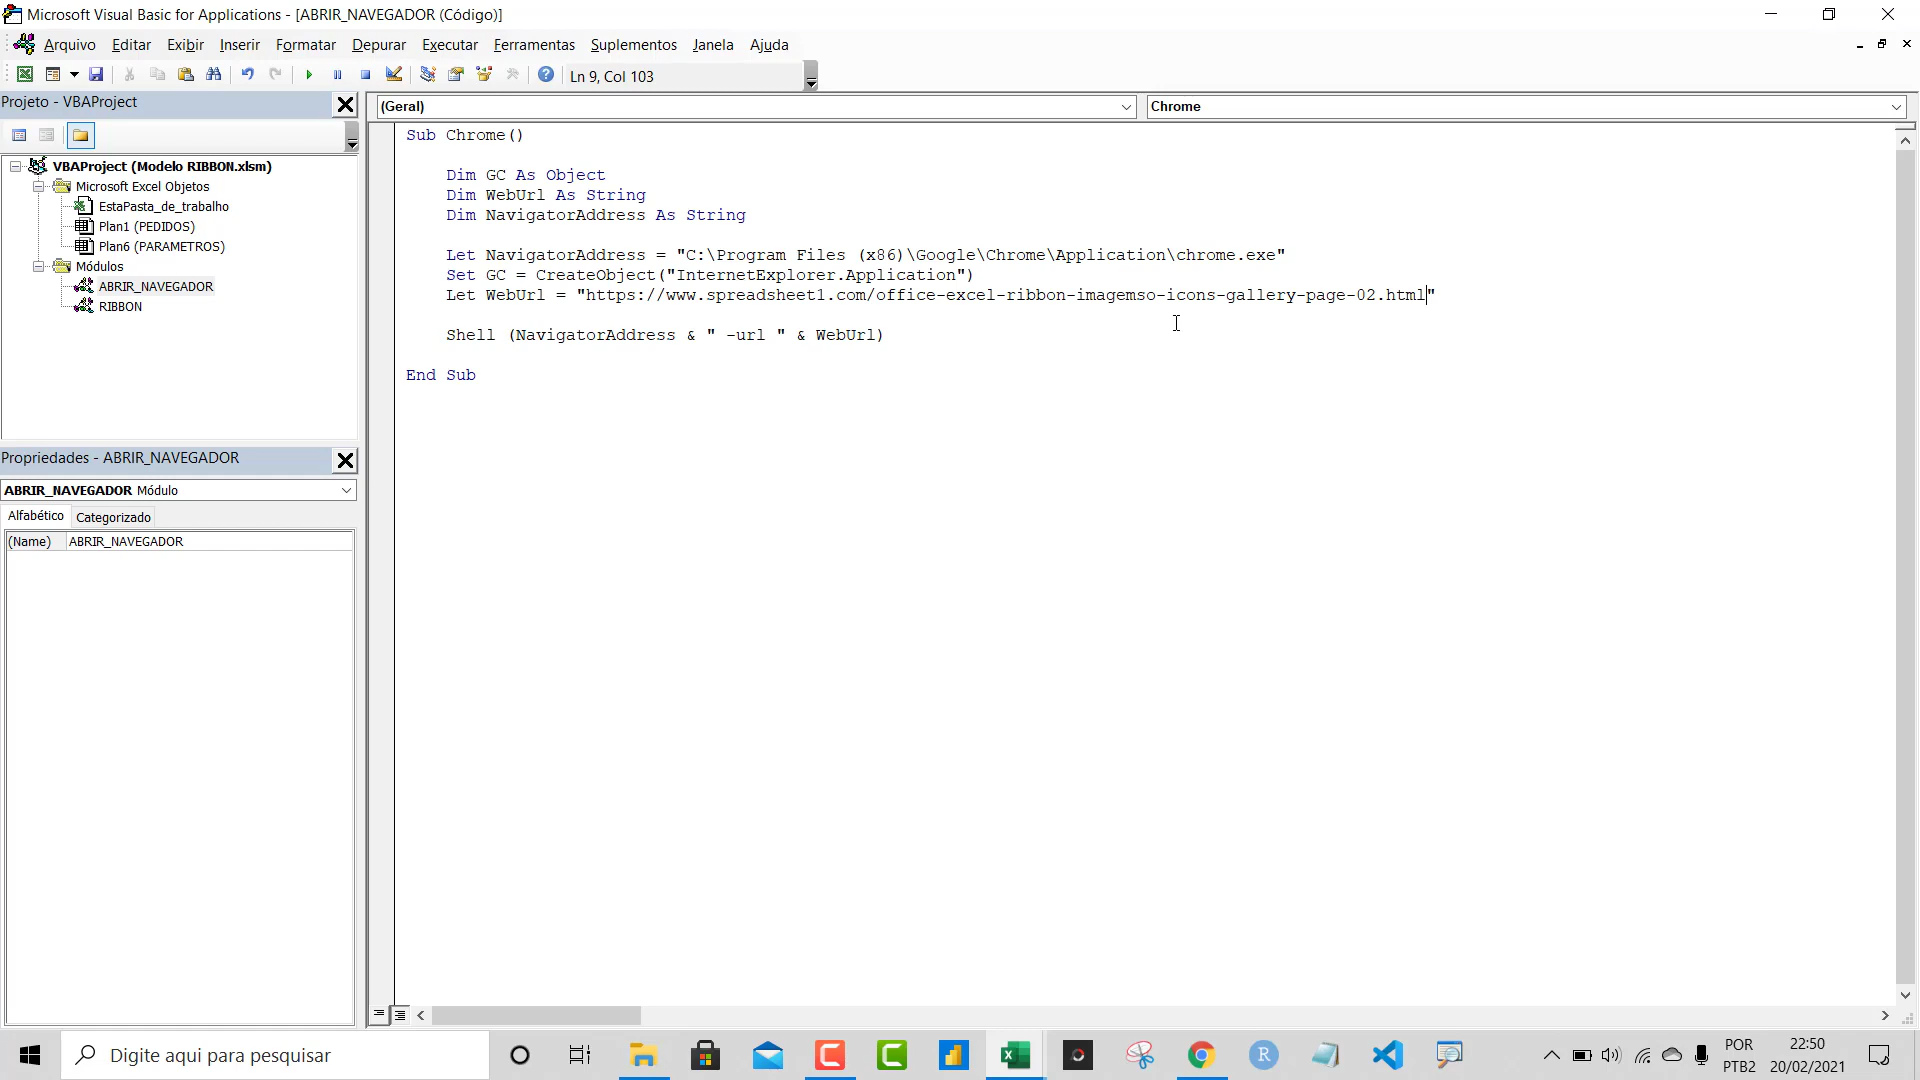 Microsoft Visual Basic for Applications - [ABRIR_NAVEGADOR (Código)]
Arquivo Editar Exibir Inserir Formatar Depurar Executar Ferramentas Suplementos Janela Ajuda
Ln 9, Col 103
Projeto - VBAProject
(Geral) Chrome
VBAProject (Modelo RIBBON.xlsm)
Microsoft Excel Objetos
EstaPasta_de_trabalho
Plan1 (PEDIDOS)
Plan6 (PARAMETROS)
Módulos
ABRIR_NAVEGADOR
RIBBON
Sub Chrome()
Dim GC As Object
Dim WebUrl As String
Dim NavigatorAddress As String
Let NavigatorAddress = "C:\Program Files (x86)\Google\Chrome\Application\chrome.exe"
Set GC = CreateObject("InternetExplorer.Application")
Let WebUrl = "https://www.spreadsheet1.com/office-excel-ribbon-imagemso-icons-gallery-page-02.html"
Shell (NavigatorAddress & " -url " & WebUrl)
End Sub
Propriedades - ABRIR_NAVEGADOR
ABRIR_NAVEGADOR Módulo
Alfabético Categorizado
(Name) ABRIR_NAVEGADOR
Digite aqui para pesquisar
POR
PTB2
22:50
20/02/2021